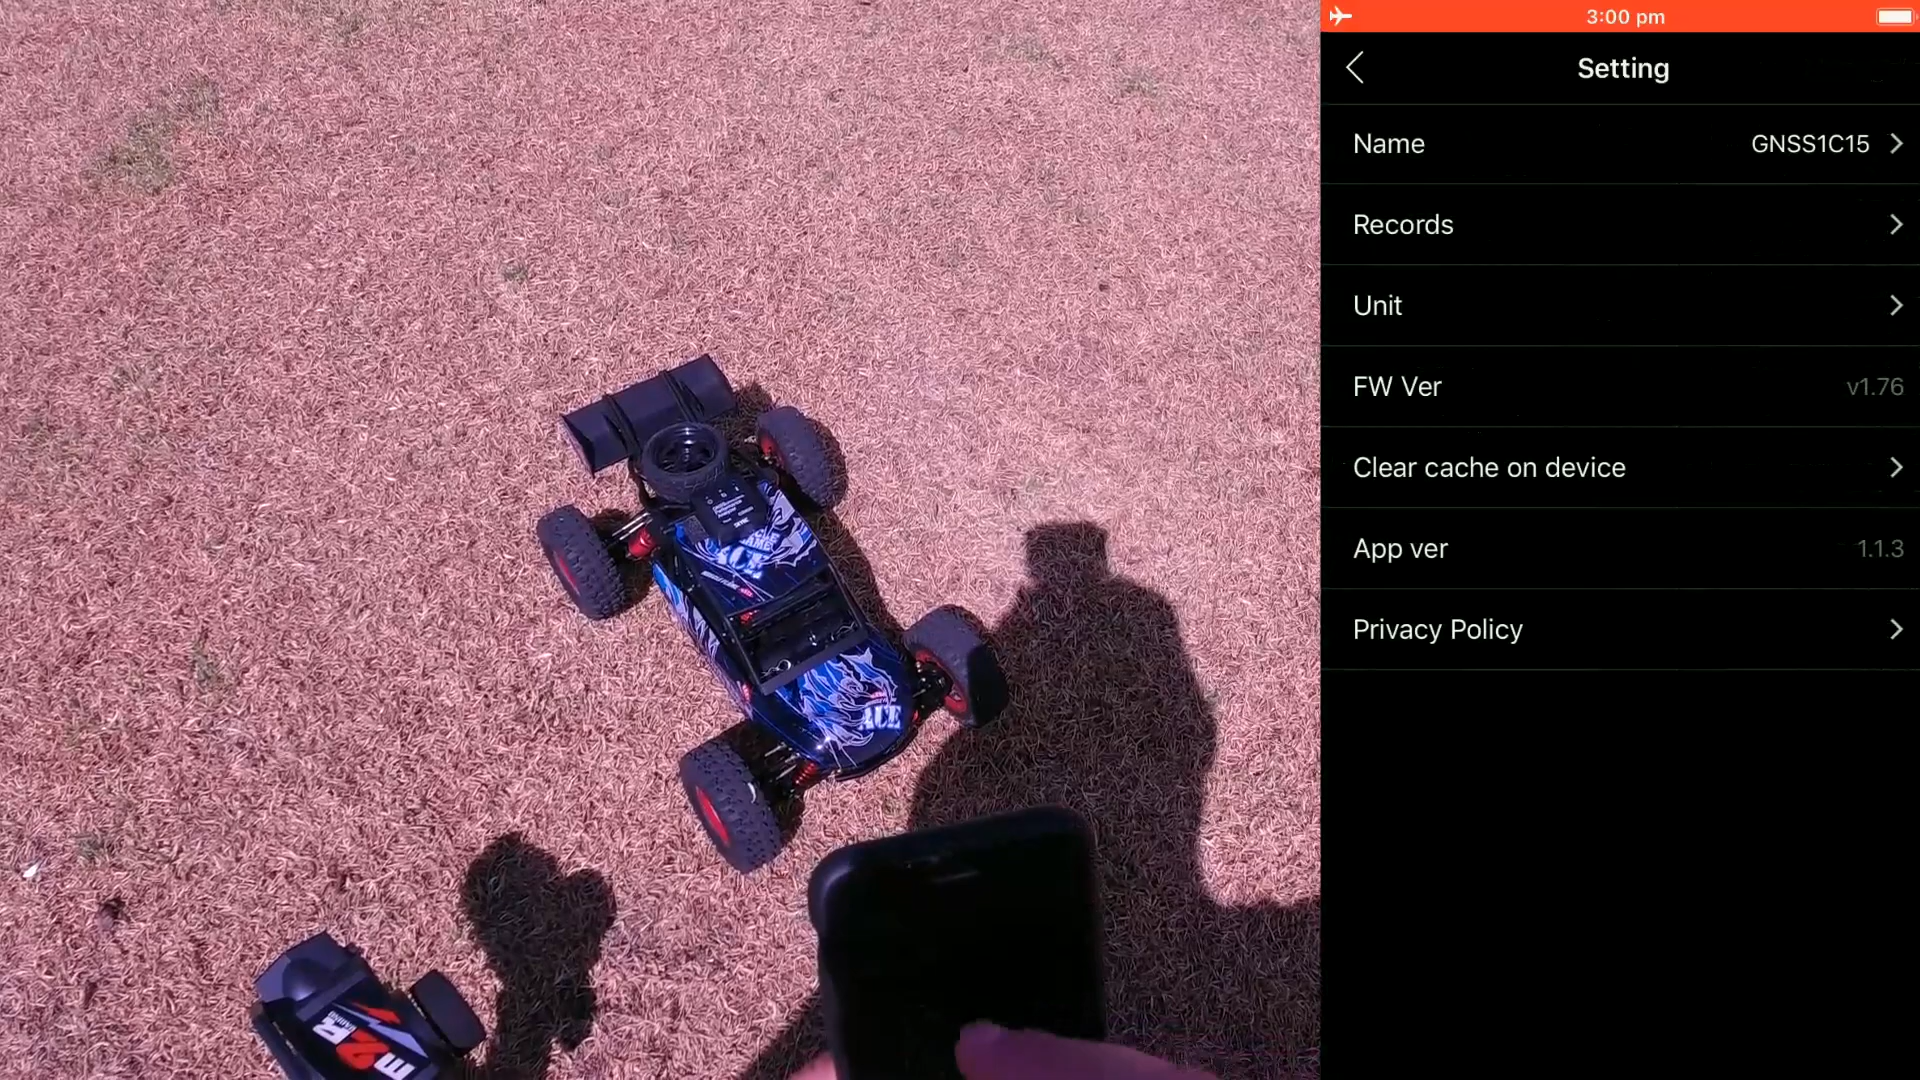 3:00 pm
Setting
Name GNSS1C15
Records
Unit
FW Ver v1.76
Clear cache on device
App ver 1.1.3
Privacy Policy
ACE